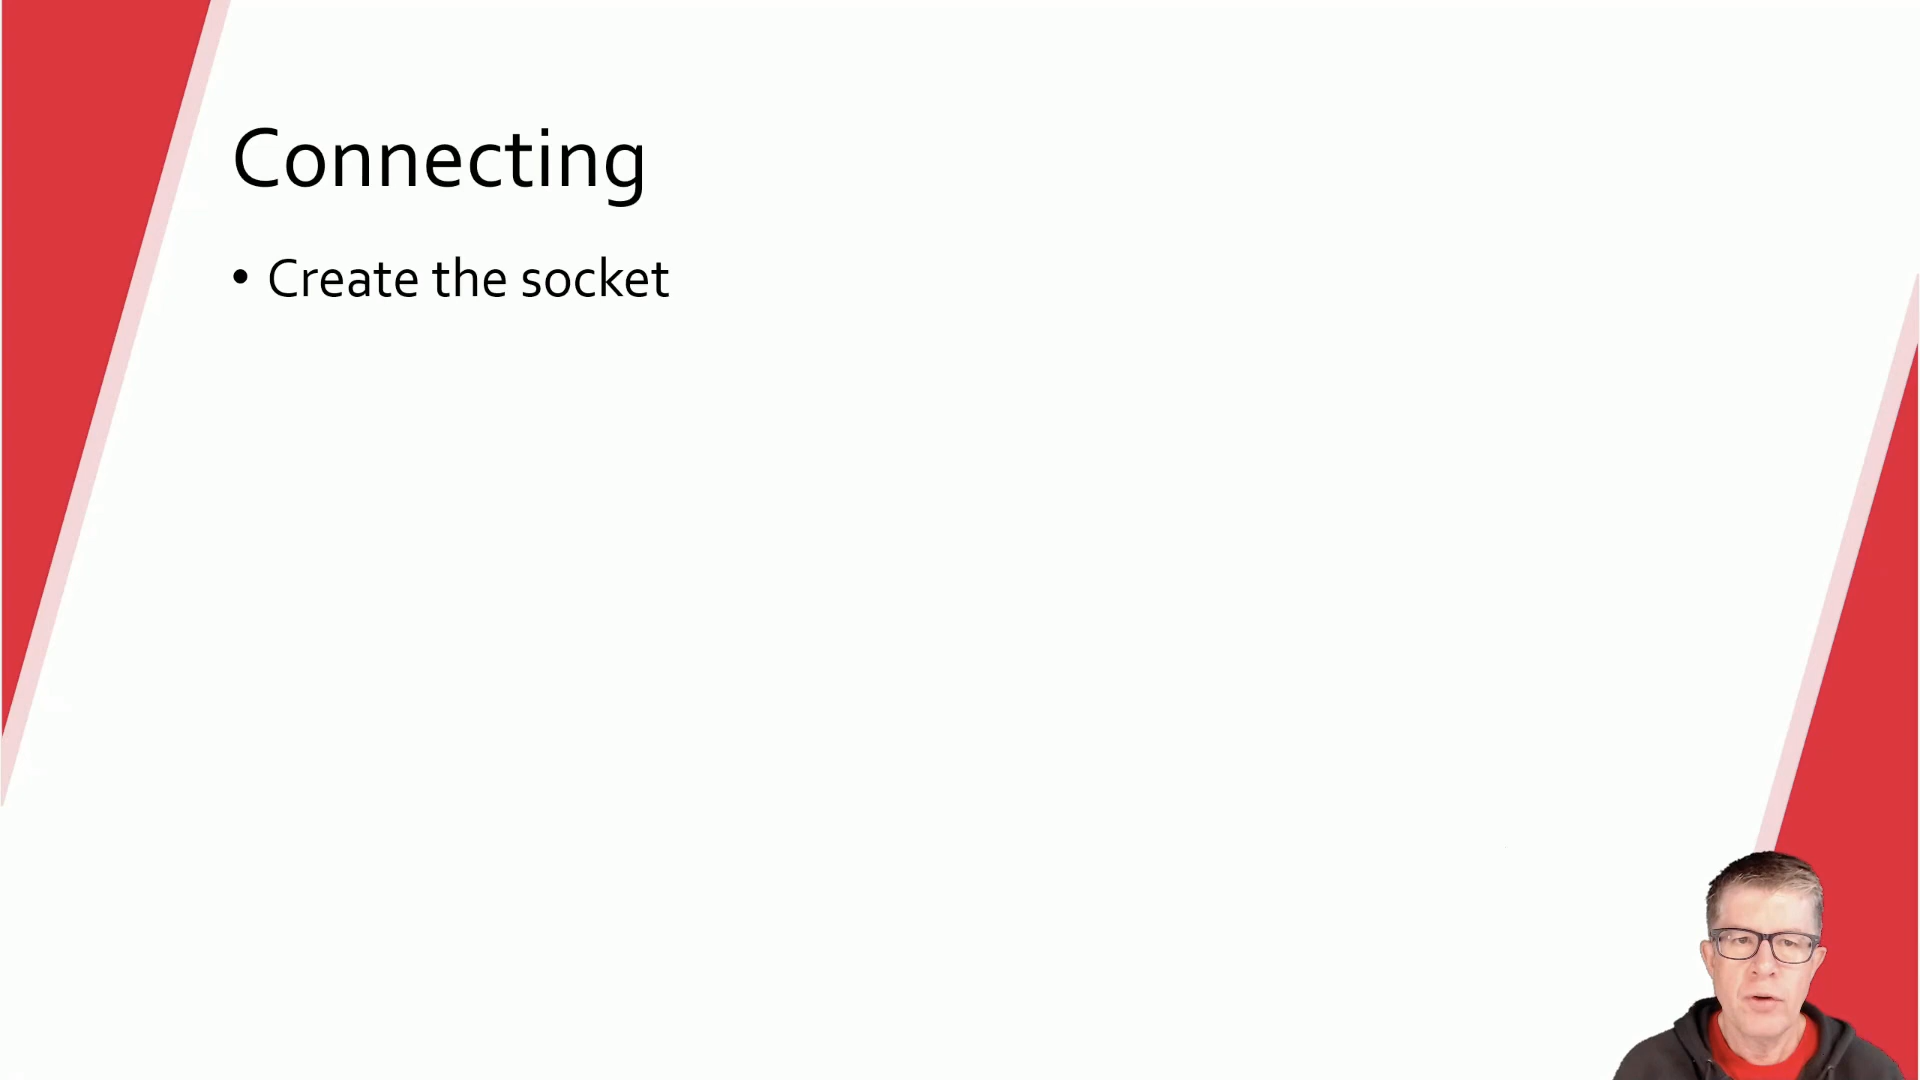 Connecting
• Create the socket